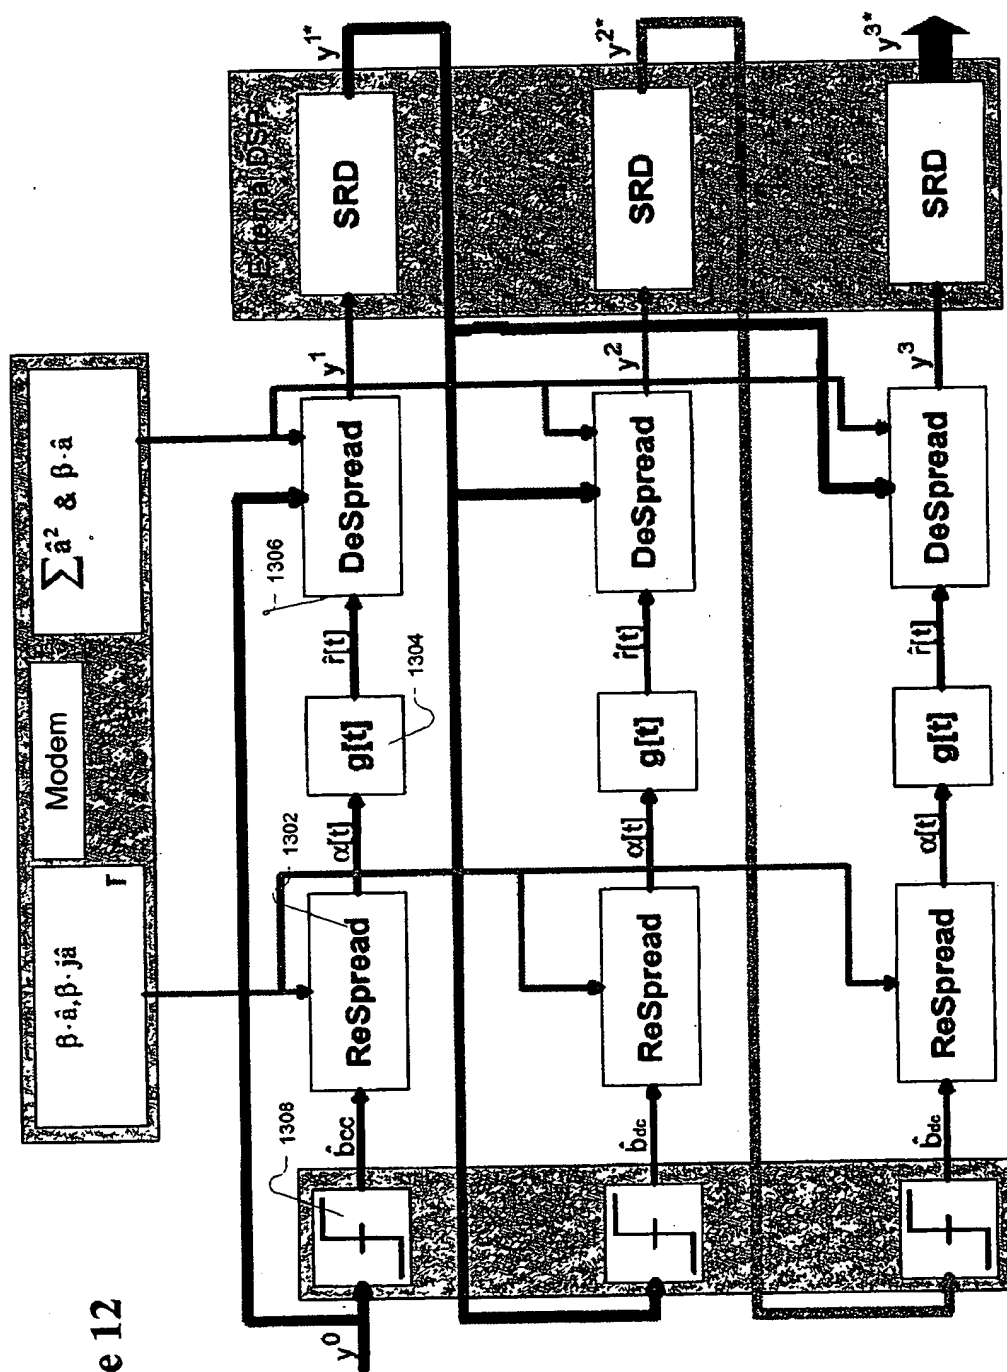 e 12
β·â,β·jâ
T
Modem
∑â² & β·â
External DSP
y⁰
1308
b̂cc
ReSpread
1302
α[t]
g[t]
1304
r̂[t]
DeSpread
1306
y¹
SRD
y¹*
b̂dc
ReSpread
α[t]
g[t]
r̂[t]
DeSpread
y²
SRD
y²*
b̂dc
ReSpread
α[t]
g[t]
r̂[t]
DeSpread
y³
SRD
y³*